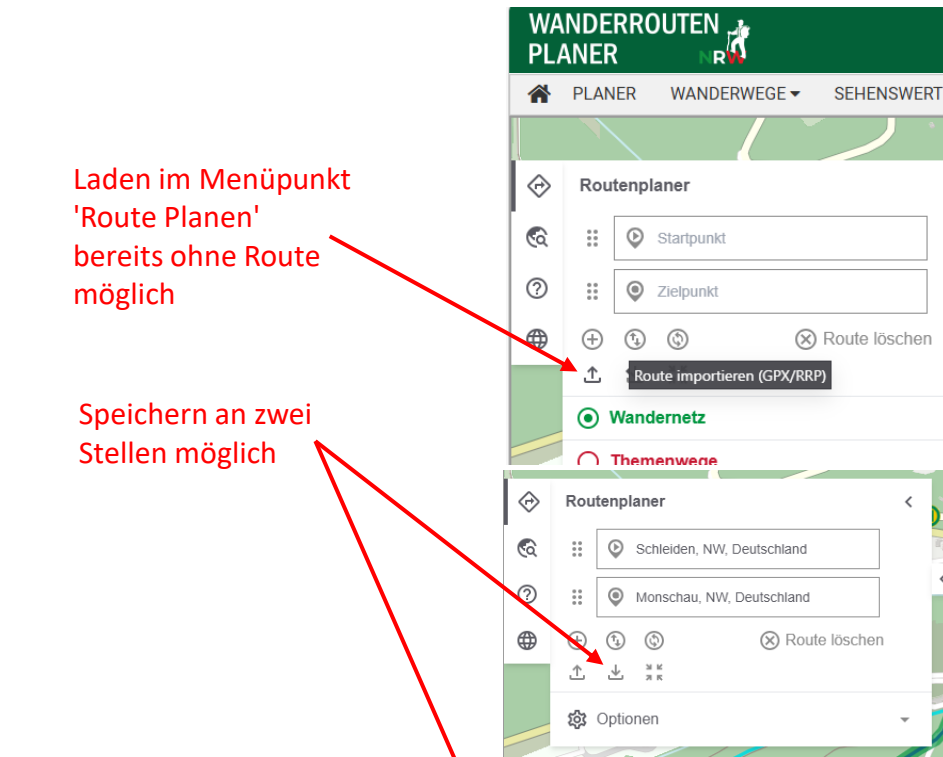 WANDERROUTEN
PLANER NRW
PLANER WANDERWEGE SEHENSWERT
Laden im Menüpunkt
'Route Planen'
bereits ohne Route
möglich
Routenplaner
Startpunkt
Zielpunkt
Route löschen
Route importieren (GPX/RRP)
Wandernetz
Themenwege
Speichern an zwei
Stellen möglich
Routenplaner
Schleiden, NW, Deutschland
Monschau, NW, Deutschland
Route löschen
Optionen